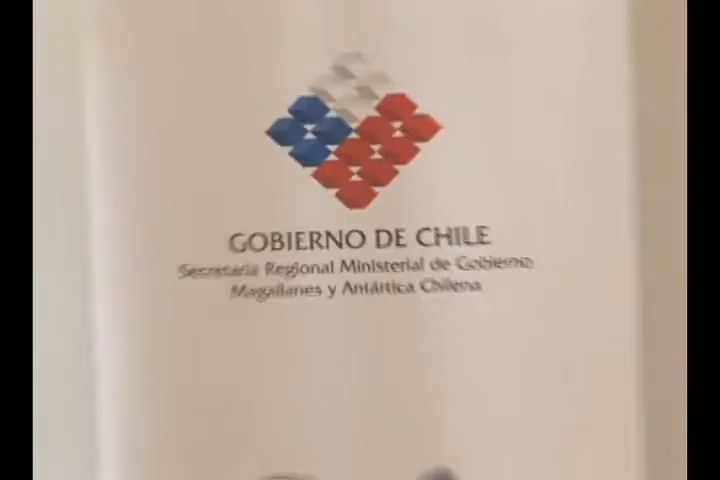 GOBIERNO DE CHILE
Secretaría Regional Ministerial de Gobierno
Magallanes y Antártica Chilena